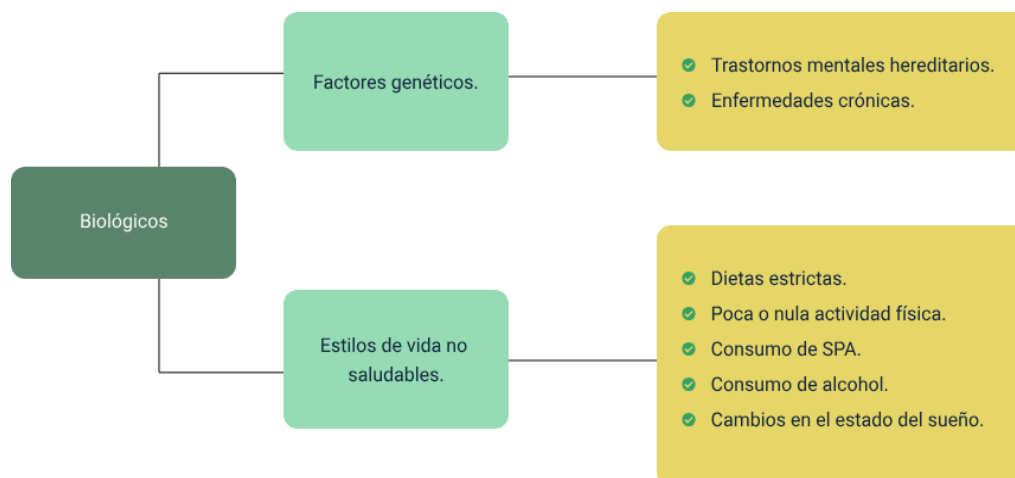 Biológicos
Factores genéticos.
Trastornos mentales hereditarios.
Enfermedades crónicas.
Estilos de vida no
saludables.
Dietas estrictas.
Poca o nula actividad física.
Consumo de SPA.
Consumo de alcohol.
Cambios en el estado del sueño.